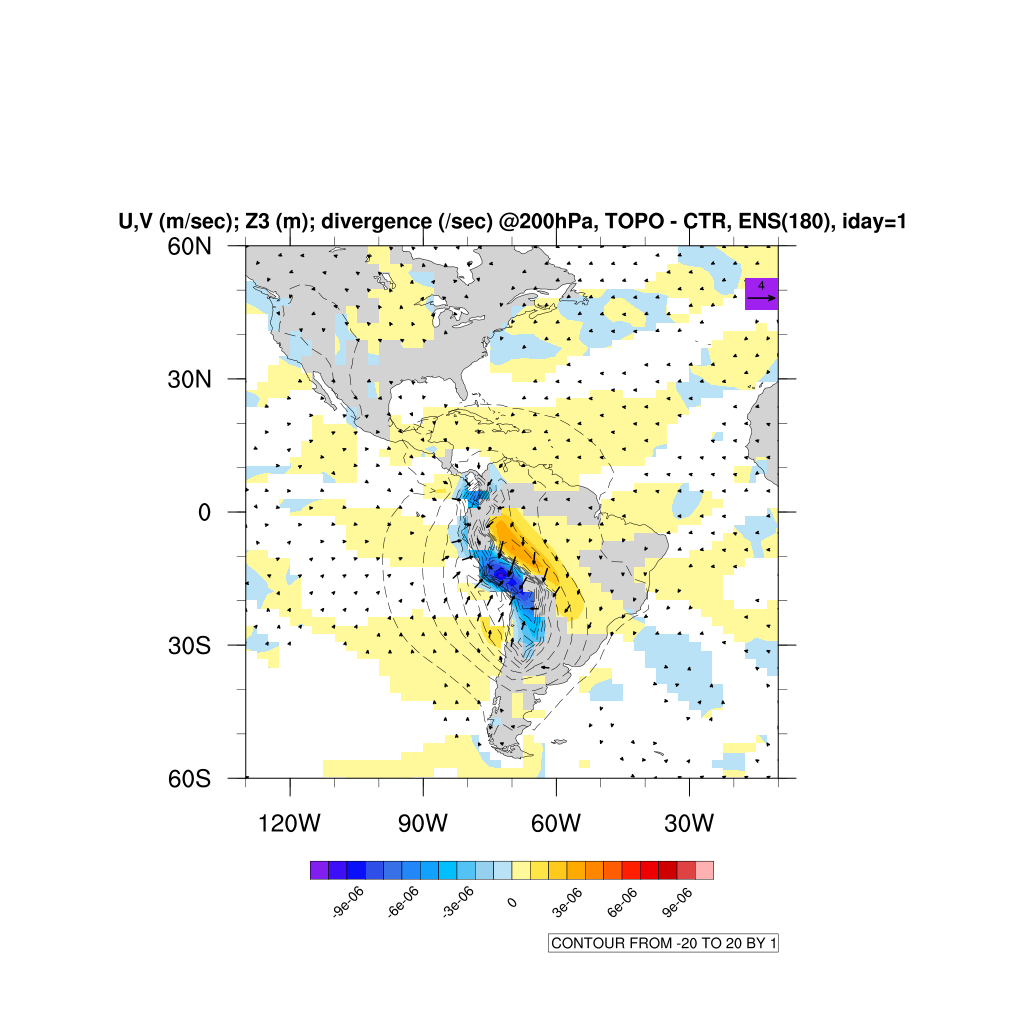 U,V (m/sec); Z3 (m); divergence (/sec) @200hPa, TOPO - CTR, ENS(180), iday=1
60N
4
30N
0
30S
60S
120W 90W 60W 30W
-9e-06 -6e-06 -3e-06 0 3e-06 6e-06 9e-06
CONTOUR FROM -20 TO 20 BY 1